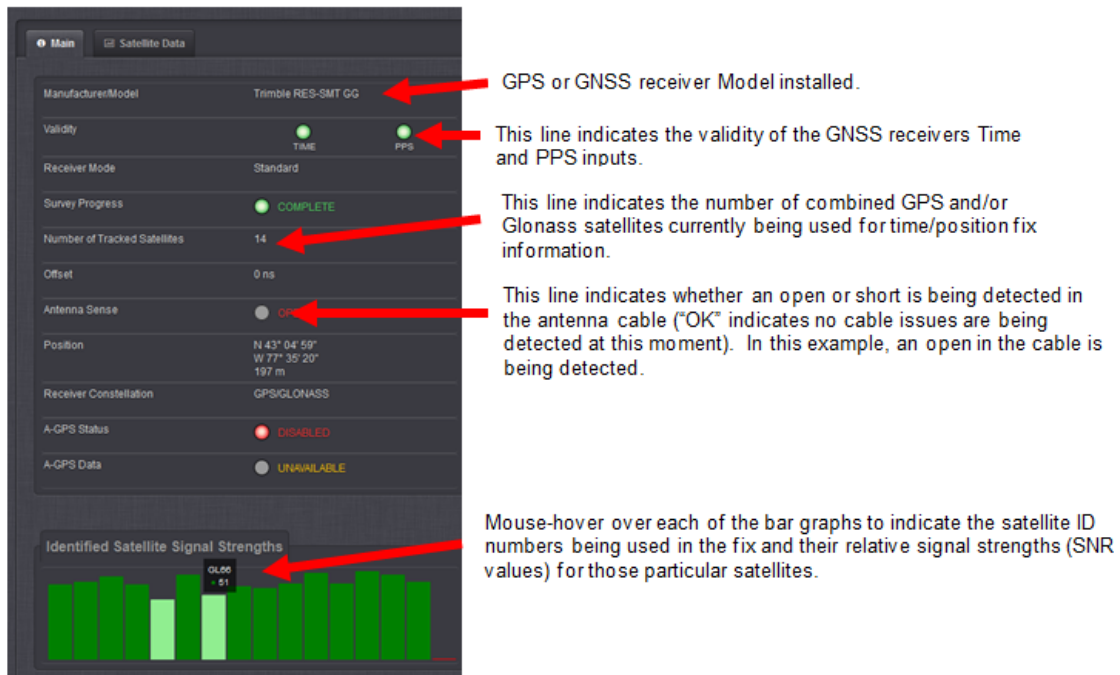 Main
Satellite Data
Manufacturer/Model Trimble RES-SMT GG
GPS or GNSS receiver Model installed.
Validity
TIME PPS
This line indicates the validity of the GNSS receivers Time
and PPS inputs.
Receiver Mode Standard
Survey Progress COMPLETE
This line indicates the number of combined GPS and/or
Glonass satellites currently being used for time/position fix
information.
Number of Tracked Satellites 14
Offset 0 ns
Antenna Sense
This line indicates whether an open or short is being detected in
the antenna cable (“OK” indicates no cable issues are being
detected at this moment). In this example, an open in the cable is
being detected.
Position N 43° 04' 59"
W 77° 35' 20"
197 m
Receiver Constellation GPS/GLONASS
A-GPS Status DISABLED
A-GPS Data UNAVAILABLE
Identified Satellite Signal Strengths
GL66
51
Mouse-hover over each of the bar graphs to indicate the satellite ID
numbers being used in the fix and their relative signal strengths (SNR
values) for those particular satellites.